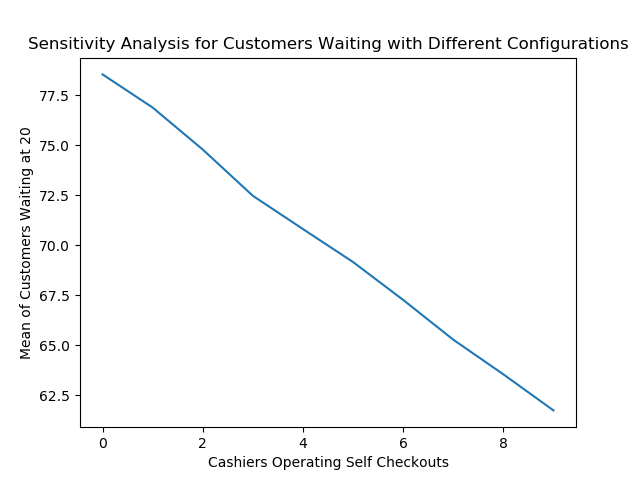 Sensitivity Analysis for Customers Waiting with Different Configurations
Mean of Customers Waiting at 20
77.5
75.0
72.5
70.0
67.5
65.0
62.5
0 2 4 6 8
Cashiers Operating Self Checkouts